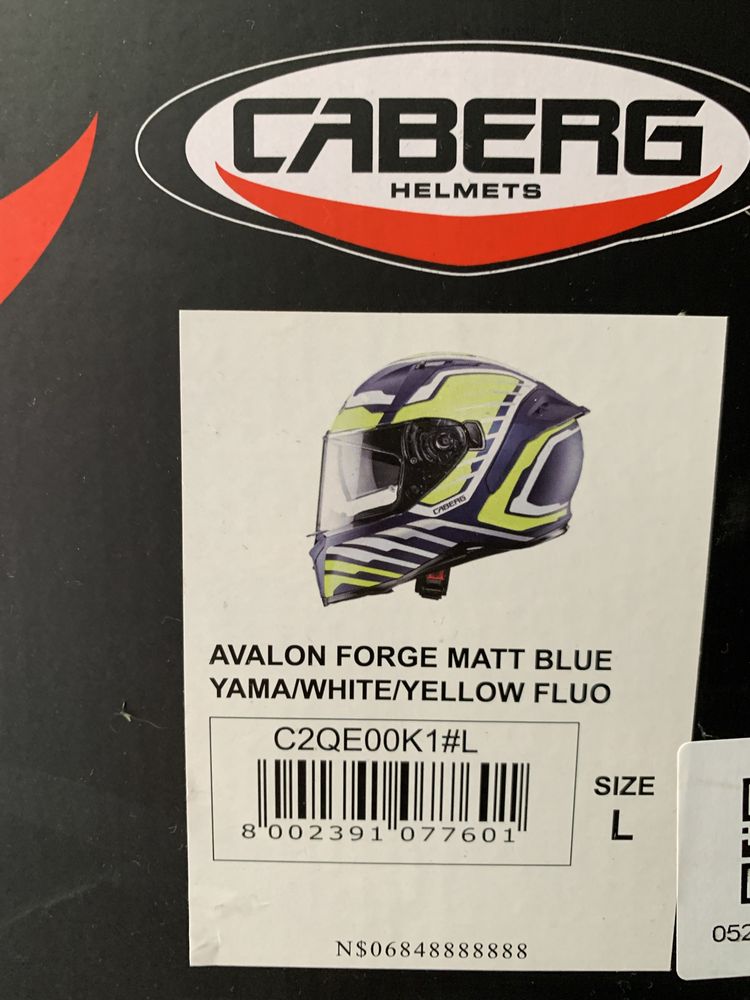 CABERG
HELMETS
CABERG
AVALON FORGE MATT BLUE
YAMA/WHITE/YELLOW FLUO
C2QE00K1#L
8 002391 077601
SIZE
L
N$06848888888
052